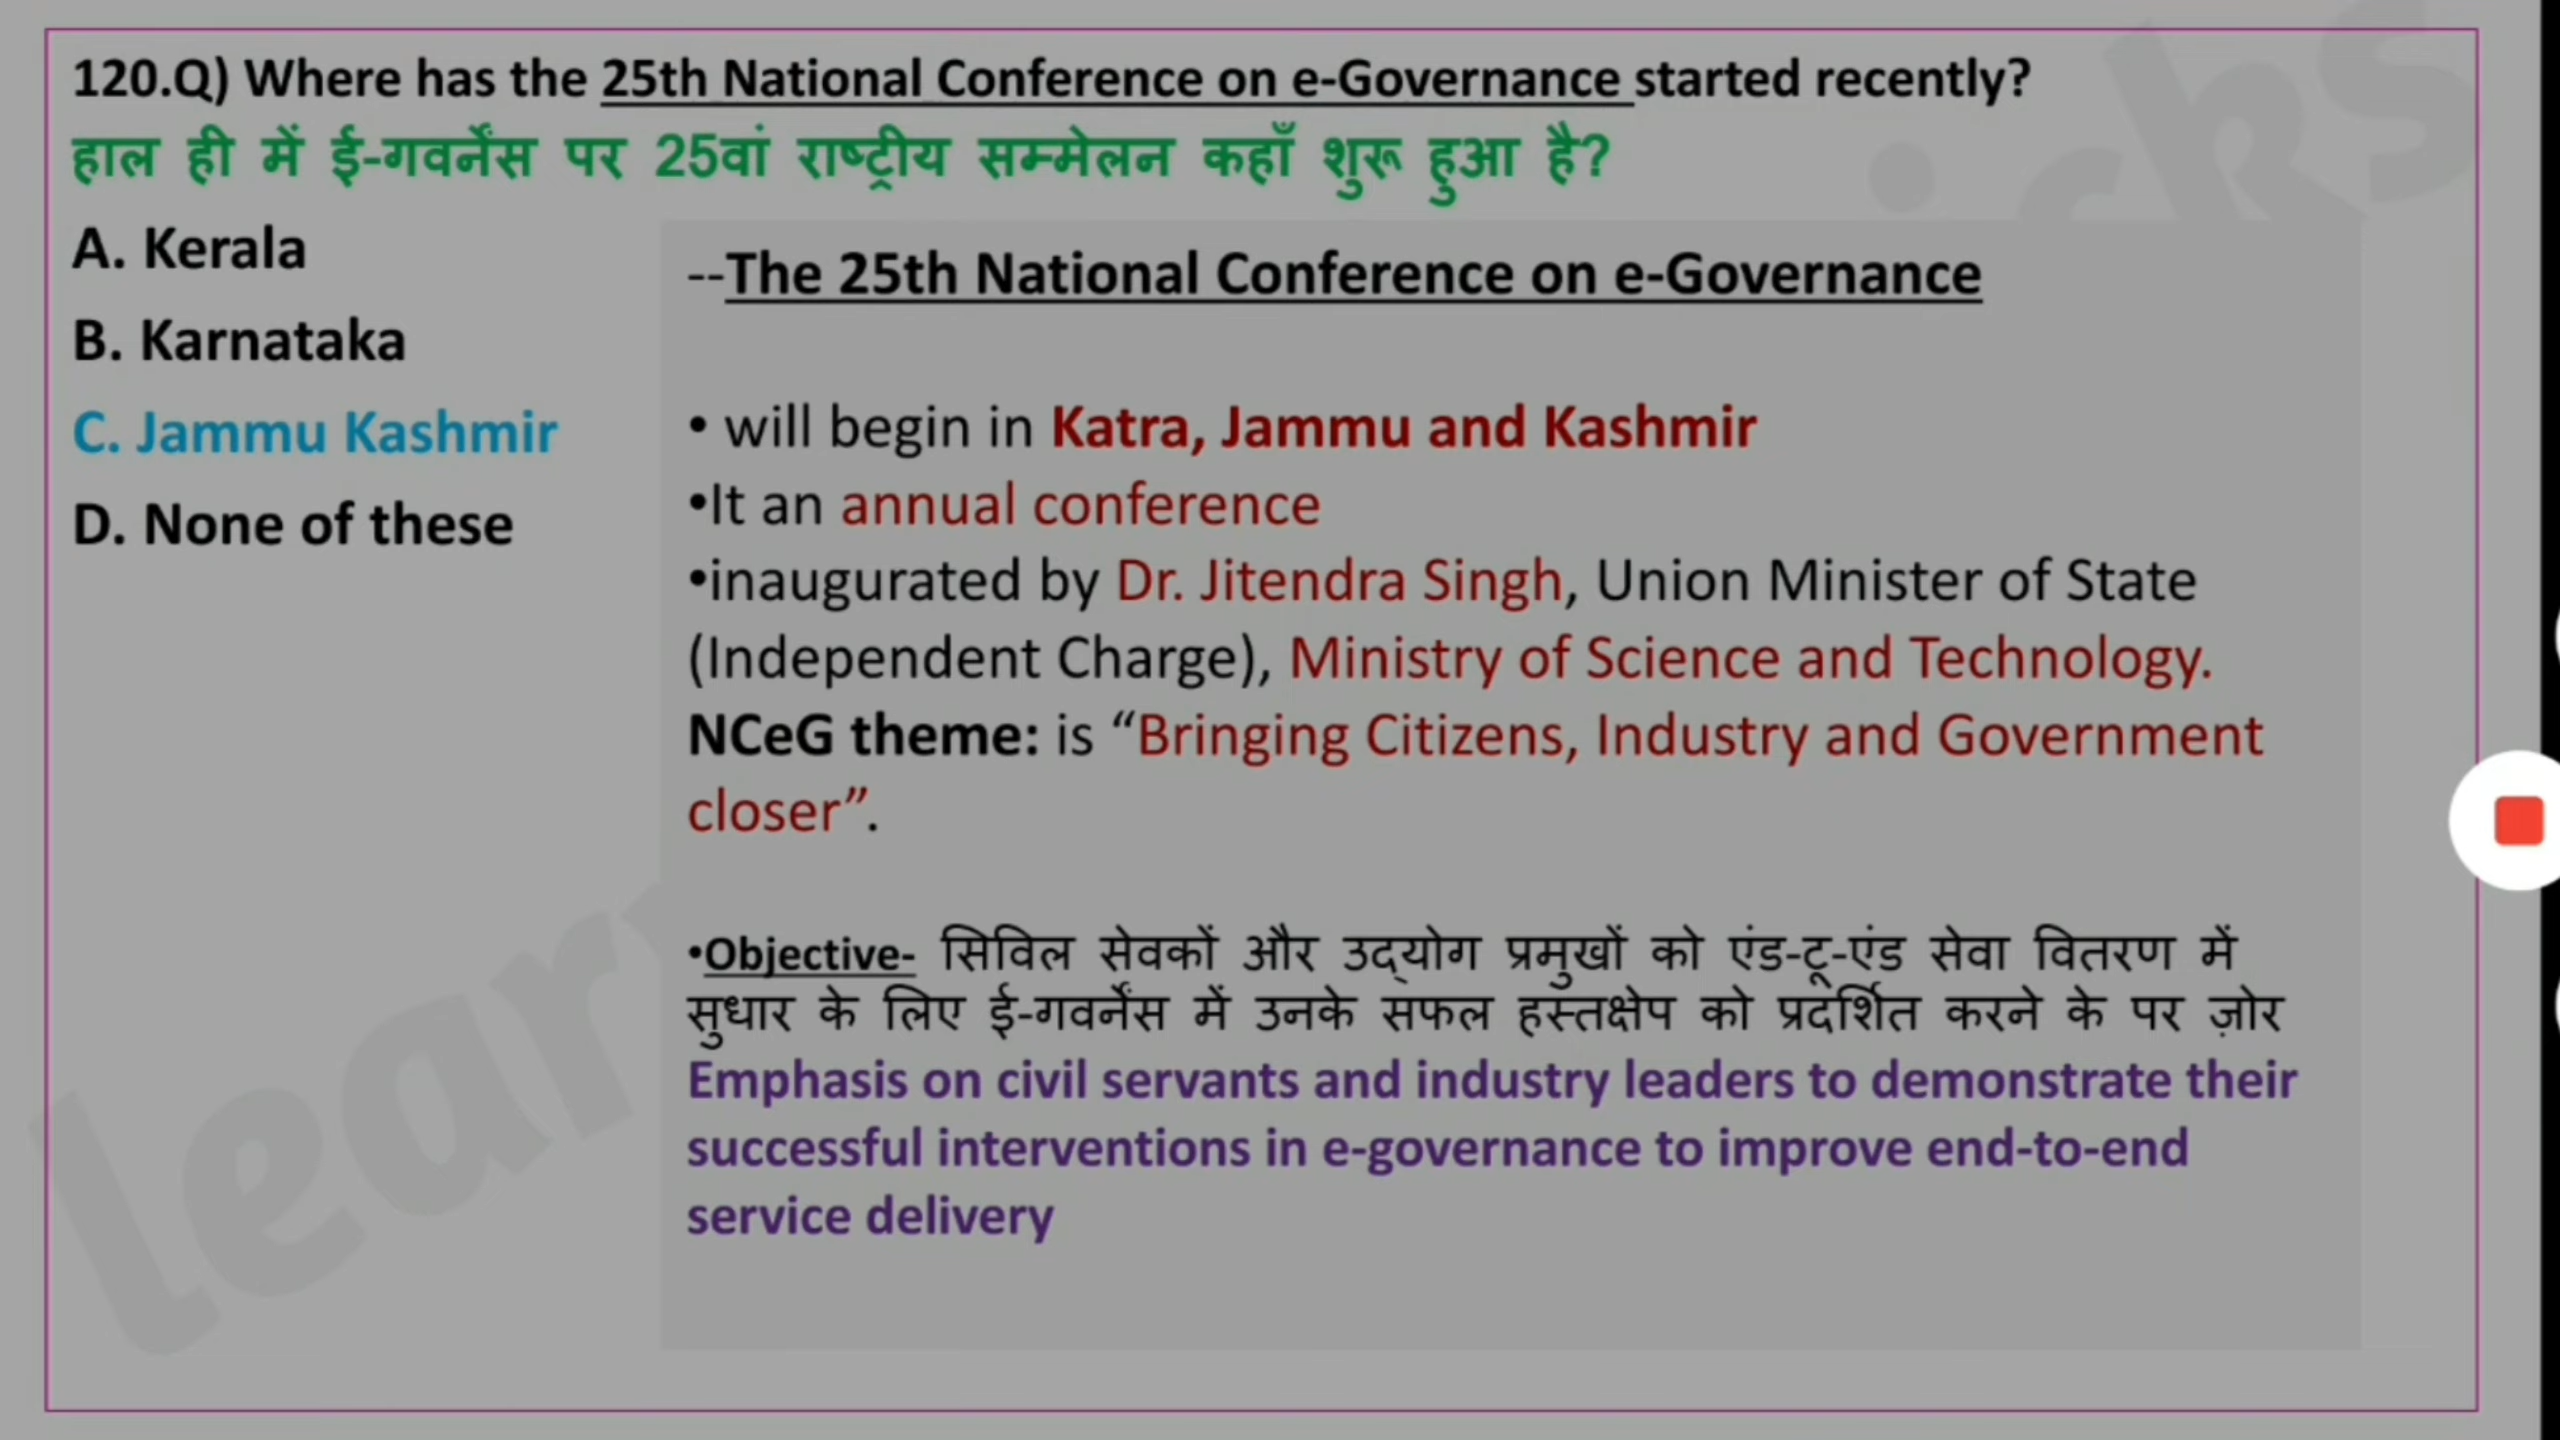 120.Q) Where has the 25th National Conference on e-Governance started recently?
हाल ही में ई-गवर्नेंस पर 25वां राष्ट्रीय सम्मेलन कहाँ शुरू हुआ है?
A. Kerala
B. Karnataka
C. Jammu Kashmir
D. None of these
--The 25th National Conference on e-Governance
• will begin in Katra, Jammu and Kashmir
•It an annual conference
•inaugurated by Dr. Jitendra Singh, Union Minister of State
(Independent Charge), Ministry of Science and Technology.
NCeG theme: is “Bringing Citizens, Industry and Government
closer”.
•Objective- सिविल सेवकों और उद्योग प्रमुखों को एंड-टू-एंड सेवा वितरण में
सुधार के लिए ई-गवर्नेंस में उनके सफल हस्तक्षेप को प्रदर्शित करने के पर ज़ोर
Emphasis on civil servants and industry leaders to demonstrate their
successful interventions in e-governance to improve end-to-end
service delivery